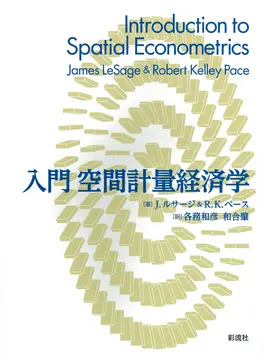 Introduction to
Spatial Econometrics
James LeSage & Robert Kelley Pace
入門 空間計量経済学
[著] J. ルサージ & R. K. ペース
[訳] 各務和彦 和合肇
彩流社